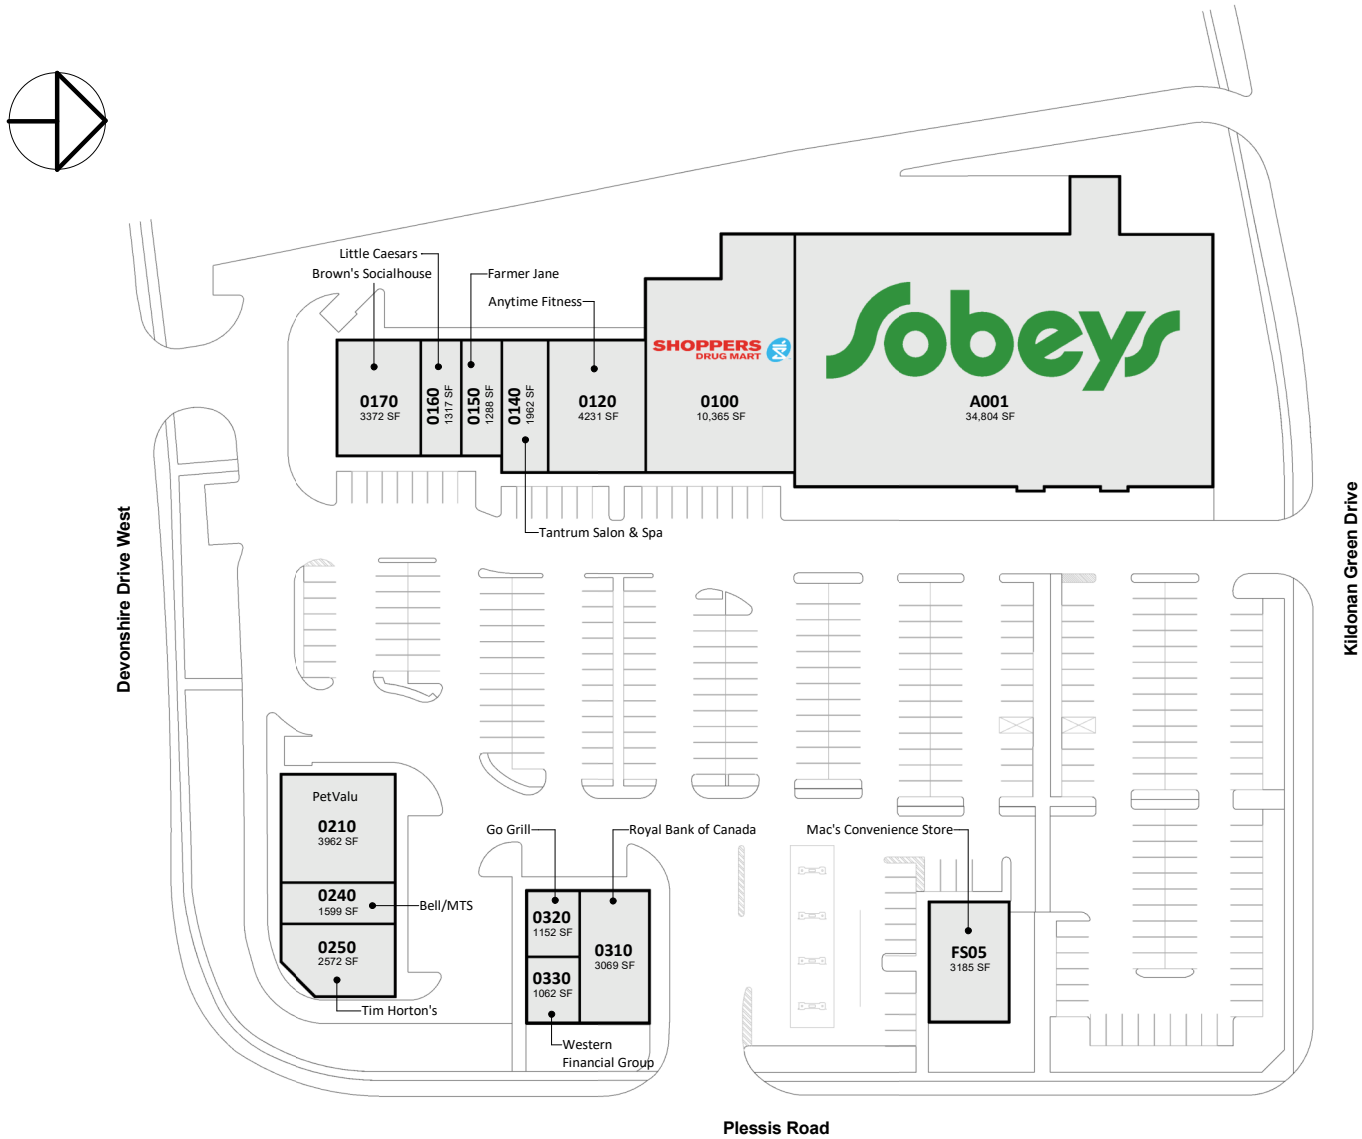 Little Caesars
Brown's Socialhouse
Farmer Jane
Anytime Fitness
SHOPPERS
DRUG MART
Sobeys
0170
3372 SF
0160
1317 SF
0150
1288 SF
0140
1962 SF
0120
4231 SF
0100
10,365 SF
A001
34,804 SF
Tantrum Salon & Spa
Devonshire Drive West
Kildonan Green Drive
PetValu
0210
3962 SF
0240
1599 SF
Bell/MTS
0250
2572 SF
Tim Horton's
Go Grill
Royal Bank of Canada
0320
1152 SF
0330
1062 SF
0310
3069 SF
Western
Financial Group
Mac's Convenience Store
FS05
3185 SF
Plessis Road